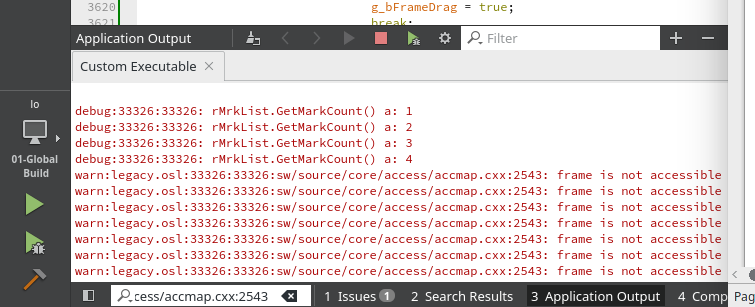 3620 g_bFrameDrag = true;
3621 break;
Application Output
Filter
Custom Executable
debug:33326:33326: rMrkList.GetMarkCount() a: 1
debug:33326:33326: rMrkList.GetMarkCount() a: 2
debug:33326:33326: rMrkList.GetMarkCount() a: 3
debug:33326:33326: rMrkList.GetMarkCount() a: 4
warn:legacy.osl:33326:33326:sw/source/core/access/accmap.cxx:2543: frame is not accessible
warn:legacy.osl:33326:33326:sw/source/core/access/accmap.cxx:2543: frame is not accessible
warn:legacy.osl:33326:33326:sw/source/core/access/accmap.cxx:2543: frame is not accessible
warn:legacy.osl:33326:33326:sw/source/core/access/accmap.cxx:2543: frame is not accessible
warn:legacy.osl:33326:33326:sw/source/core/access/accmap.cxx:2543: frame is not accessible
warn:legacy.osl:33326:33326:sw/source/core/access/accmap.cxx:2543: frame is not accessible
warn:legacy.osl:33326:33326:sw/source/core/access/accmap.cxx:2543: frame is not accessible
lo
01-Global
Build
.cess/accmap.cxx:2543
1 Issues 1
2 Search Results
3 Application Output
4 Comp
Pag